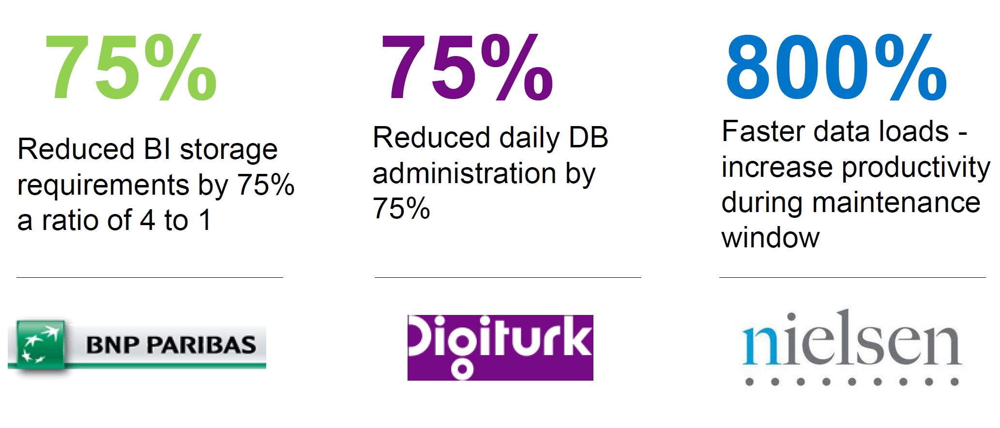 75%
Reduced BI storage
requirements by 75%
a ratio of 4 to 1
BNP PARIBAS
75%
Reduced daily DB
administration by
75%
Digiturk
800%
Faster data loads -
increase productivity
during maintenance
window
nielsen